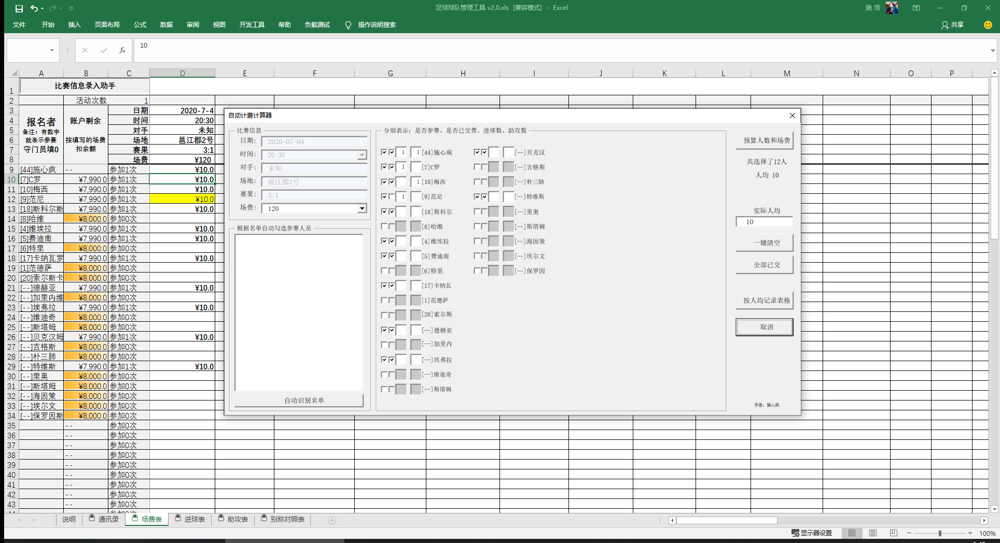 足球球队管理工具 v2.0.xls [兼容模式] - Excel
施 浩
文件 开始 插入 页面布局 公式 数据 审阅 视图 开发工具 帮助 负载测试 操作说明搜索
共享
fx 10
A B C D E F G H I J K L M N O P
1 比赛信息录入助手
2 活动次数 1
3 日期 2020-7-4
4 时间 20:30
5 对手 未知
6 场地 邕江郡2号
7 赛果 3:1
8 场费 ¥120
报名者
备注：有数字
就表示参赛
守门员填0
账户剩余
按填写的场费
扣余额
9 [44]施心疯 -- 参加1次 ¥10.0
10 [7]C罗 ¥7,990.0 参加1次 ¥10.0
11 [10]梅西 ¥7,990.0 参加1次 ¥10.0
12 [9]范尼 ¥7,990.0 参加1次 ¥10.0
13 [18]斯科尔斯 ¥7,990.0 参加1次 ¥10.0
14 [8]哈维 ¥8,000.0 参加0次
15 [4]维埃拉 ¥7,990.0 参加1次 ¥10.0
16 [5]费迪南 ¥7,990.0 参加1次 ¥10.0
17 [6]特里 ¥8,000.0 参加0次
18 [17]卡纳瓦罗 ¥7,990.0 参加1次 ¥10.0
19 [1]范德萨 ¥8,000.0 参加0次
20 [20]索尔斯卡 ¥8,000.0 参加0次
21 [--]德赫亚 ¥7,990.0 参加1次 ¥10.0
22 [--]加里内维 ¥8,000.0 参加0次
23 [--]埃弗拉 ¥7,990.0 参加1次 ¥10.0
24 [--]维迪奇 ¥8,000.0 参加0次
25 [--]斯塔姆 ¥8,000.0 参加0次
26 [--]贝克汉姆 ¥7,990.0 参加1次 ¥10.0
27 [--]吉格斯 ¥8,000.0 参加0次
28 [--]朴三肺 ¥8,000.0 参加0次
29 [--]特维斯 ¥7,990.0 参加1次 ¥10.0
30 [--]里奥 ¥8,000.0 参加0次
31 [--]斯塔姆 ¥8,000.0 参加0次
32 [--]海因策 ¥8,000.0 参加0次
33 [--]埃尔文 ¥8,000.0 参加0次
34 [--]保罗因斯 ¥8,000.0 参加0次
35 -- 参加0次
36 -- 参加0次
37 -- 参加0次
38 -- 参加0次
39 -- 参加0次
40 -- 参加0次
41 -- 参加0次
42 -- 参加0次
43 -- 参加0次
自动计费计算器
比赛信息
日期： 2020-07-04
时间： 20:30
对手： 未知
场地： 邕江郡2号
赛果： 3:1
场费： 120
根据名单自动勾选参赛人员
自动识别名单
分别表示：是否参赛、是否已交费、进球数、助攻数
1 1 [44]施心疯
1 [7]C罗
1 [10]梅西
1 [9]范尼
[18]斯科尔
[8]哈维
[4]维埃拉
[5]费迪南
[6]特里
[17]卡纳瓦
[1]范德萨
[20]索尔斯
[--]德赫亚
[--]加里内
[--]埃弗拉
[--]维迪奇
[--]斯塔姆
[--]贝克汉
[--]吉格斯
[--]朴三肺
[--]特维斯
[--]里奥
[--]斯塔姆
[--]海因策
[--]埃尔文
[--]保罗因
预算人数和场费
共选择了12人
人均 10
实际人均
10
一键清空
全部已交
按人均记录表格
取消
作者：施心疯
说明 通讯录 场费表 进球表 助攻表 别称对照表
显示器设置 100%